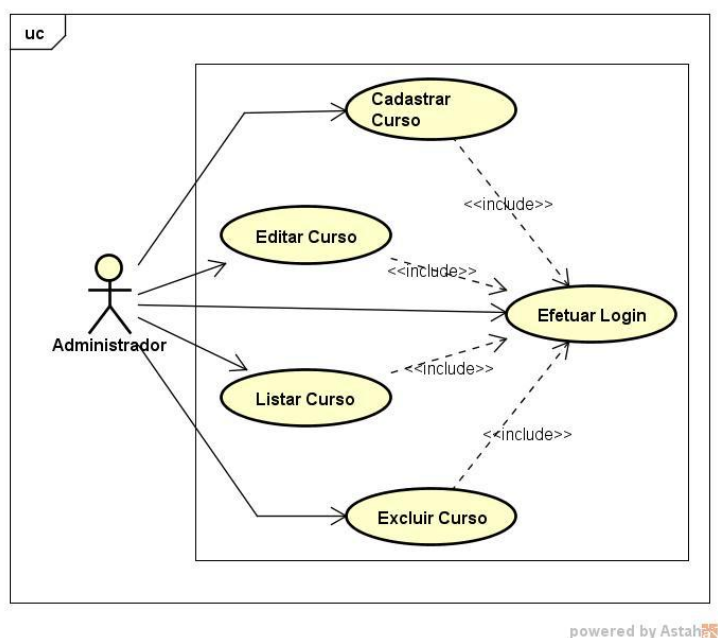 uc
Cadastrar
Curso
<<include>>
Editar Curso
<<include>>
Efetuar Login
Administrador
<<include>>
Listar Curso
<<include>>
Excluir Curso
powered by Astah